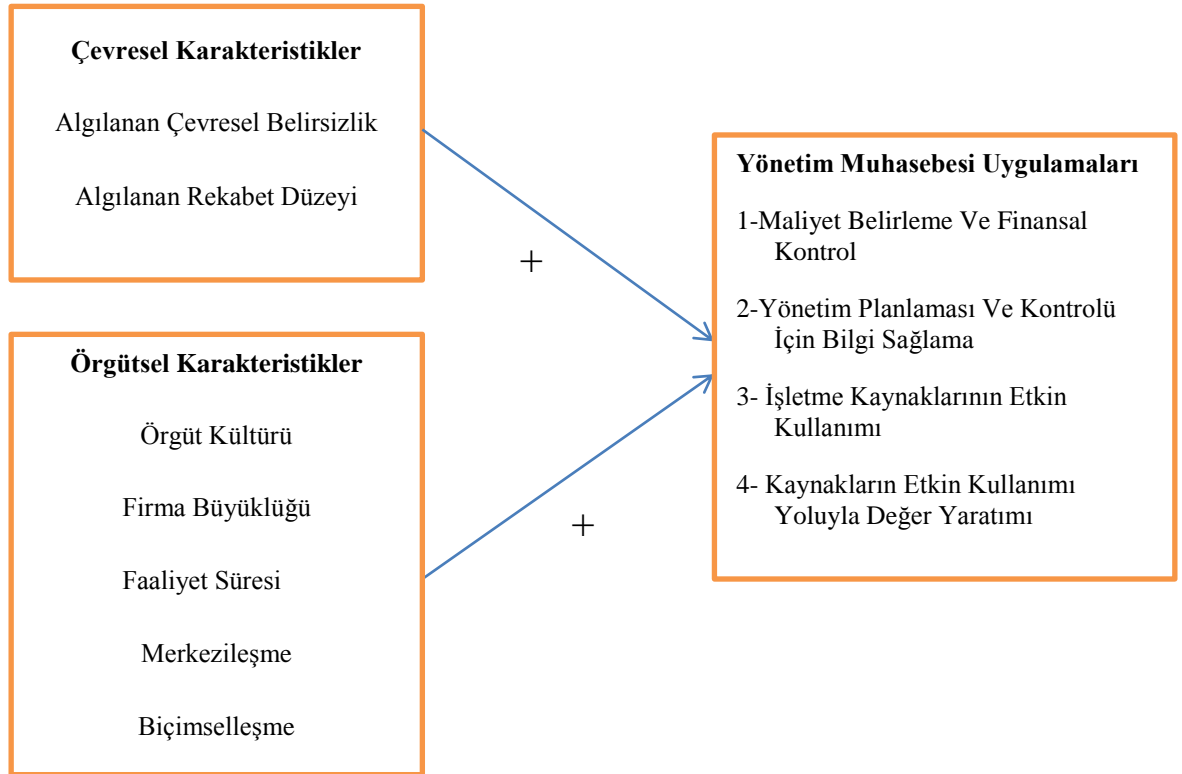 Çevresel Karakteristikler
Algılanan Çevresel Belirsizlik
Algılanan Rekabet Düzeyi
+
Örgütsel Karakteristikler
Örgüt Kültürü
Firma Büyüklüğü
Faaliyet Süresi
Merkezileşme
Biçimselleşme
+
Yönetim Muhasebesi Uygulamaları
1-Maliyet Belirleme Ve Finansal
Kontrol
2-Yönetim Planlaması Ve Kontrolü
İçin Bilgi Sağlama
3- İşletme Kaynaklarının Etkin
Kullanımı
4- Kaynakların Etkin Kullanımı
Yoluyla Değer Yaratımı